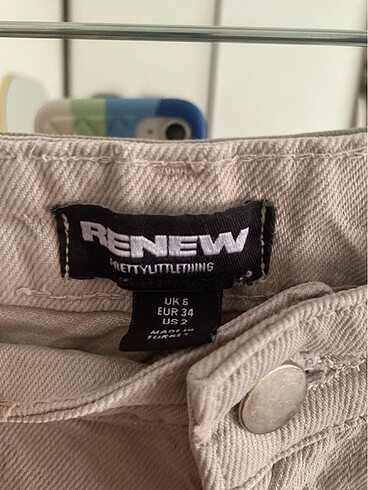 RENEW
PRETTYLITTLETHING
UK 6
EUR 34
US 2
MADE IN
TURKEY